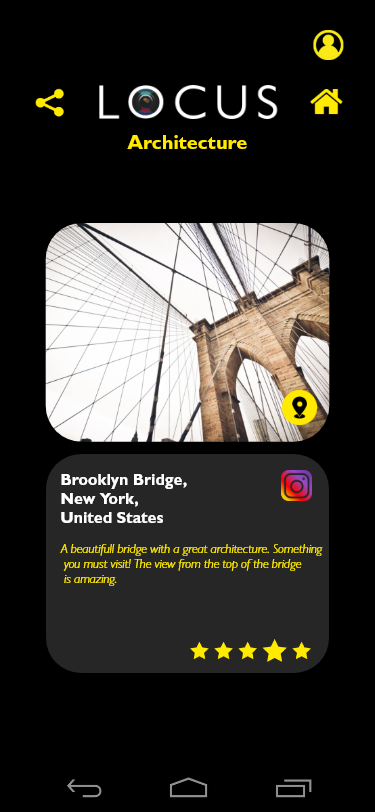 LOCUS
Architecture
Brooklyn Bridge,
New York,
United States
A beautifull bridge with a great architecture. Something
you must visit! The view from the top of the bridge
is amazing.